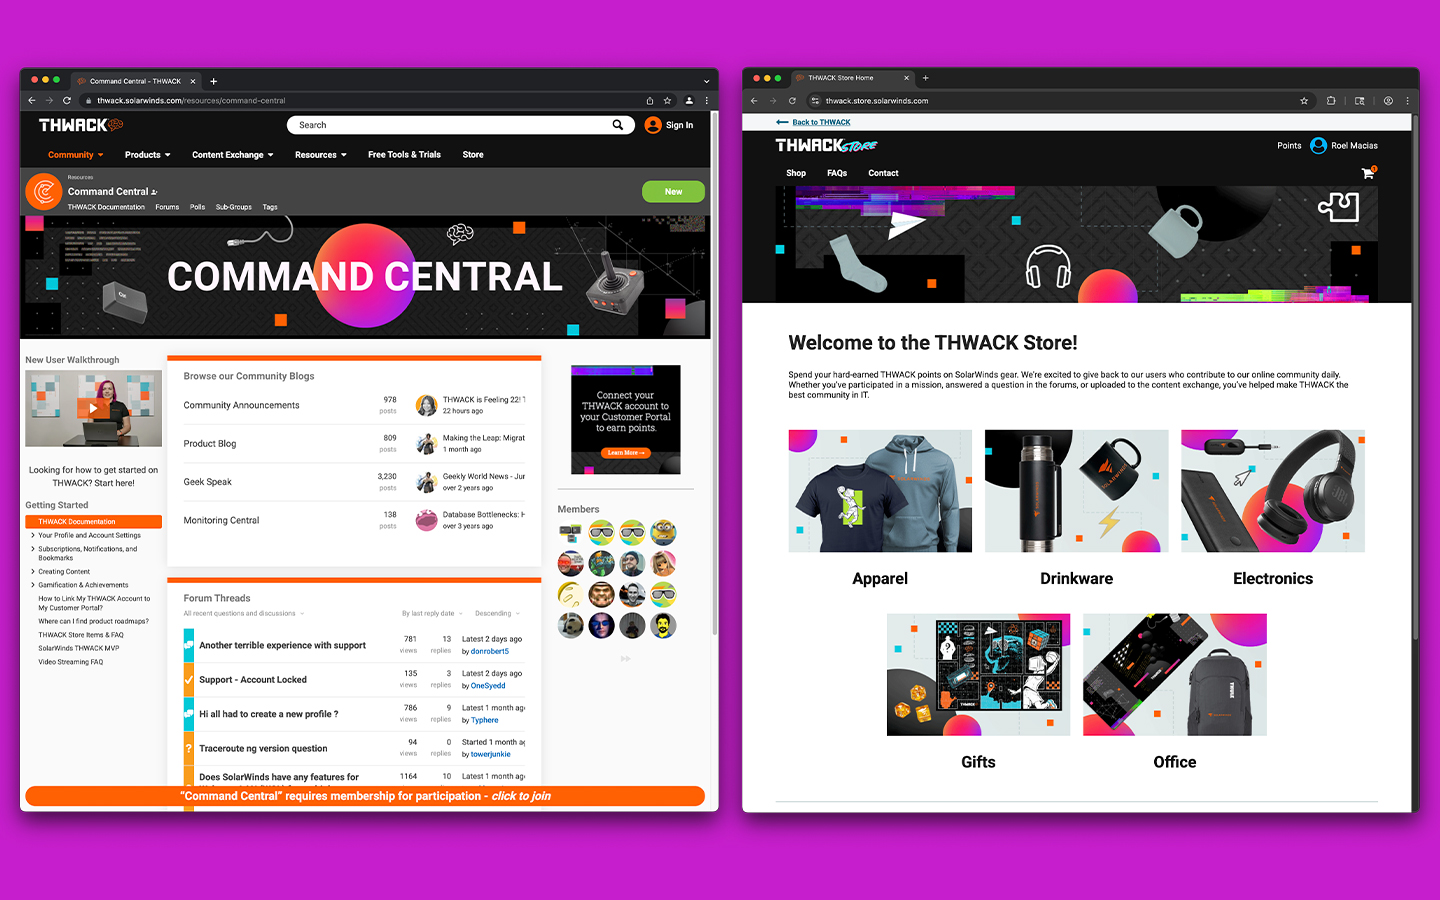 Command Central - THWACK
thwack.solarwinds.com/resources/command-central
THWACK
Search
Sign In
Community
Products
Content Exchange
Resources
Free Tools & Trials
Store
Resources
Command Central
New
THWACK Documentation
Forums
Polls
Sub-Groups
Tags
Ctrl
COMMAND CENTRAL
New User Walkthrough
Looking for how to get started on
THWACK? Start here!
Getting Started
THWACK Documentation
Your Profile and Account Settings
Subscriptions, Notifications, and
Bookmarks
Creating Content
Gamification & Achievements
How to Link My THWACK Account to
My Customer Portal?
Where can I find product roadmaps?
THWACK Store Items & FAQ
SolarWinds THWACK MVP
Video Streaming FAQ
Browse our Community Blogs
Community Announcements
978
posts
THWACK is Feeling 22! T
22 hours ago
Product Blog
809
posts
Making the Leap: Migrat
1 month ago
Geek Speak
3,230
posts
Geekly World News - Jun
over 2 years ago
Monitoring Central
138
posts
Database Bottlenecks: H
over 3 years ago
Forum Threads
All recent questions and discussions
By last reply date
Descending
Another terrible experience with support
781
views
13
replies
Latest 2 days ago
by donrobert5
Support - Account Locked
135
views
3
replies
Latest 2 days ago
by OneSyedd
Hi all had to create a new profile ?
786
views
9
replies
Latest 1 month ag
by Typhere
Traceroute ng version question
94
views
0
replies
Started 1 month ag
by towerjunkie
Does SolarWinds have any features for
1164
10
Latest 1 month ag
"Command Central" requires membership for participation - click to join
Connect your
THWACK account to
your Customer Portal
to earn points.
Learn More
Members
THWACK Store Home
thwack.store.solarwinds.com
Back to THWACK
THWACK STORE
Points
Roel Macias
Shop
FAQs
Contact
1
Welcome to the THWACK Store!
Spend your hard-earned THWACK points on SolarWinds gear. We're excited to give back to our users who contribute to our online community daily.
Whether you've participated in a mission, answered a question in the forums, or uploaded to the content exchange, you've helped make THWACK the
best community in IT.
SOLARWINDS
JBL
Apparel
Drinkware
Electronics
THWACK
THULE
Gifts
Office